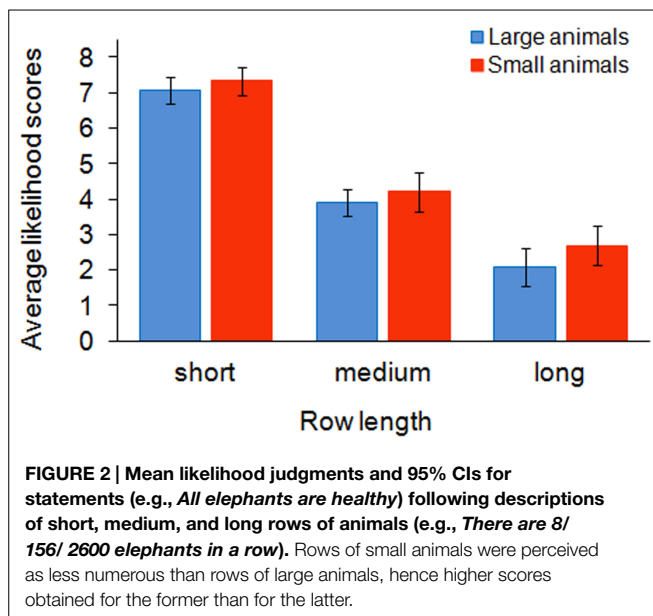 Large animals
Small animals
8
7
6
5
4
3
2
1
0
Average likelihood scores
short medium long
Row length
FIGURE 2 | Mean likelihood judgments and 95% CIs for
statements (e.g., All elephants are healthy) following descriptions
of short, medium, and long rows of animals (e.g., There are 8/
156/ 2600 elephants in a row). Rows of small animals were perceived
as less numerous than rows of large animals, hence higher scores
obtained for the former than for the latter.